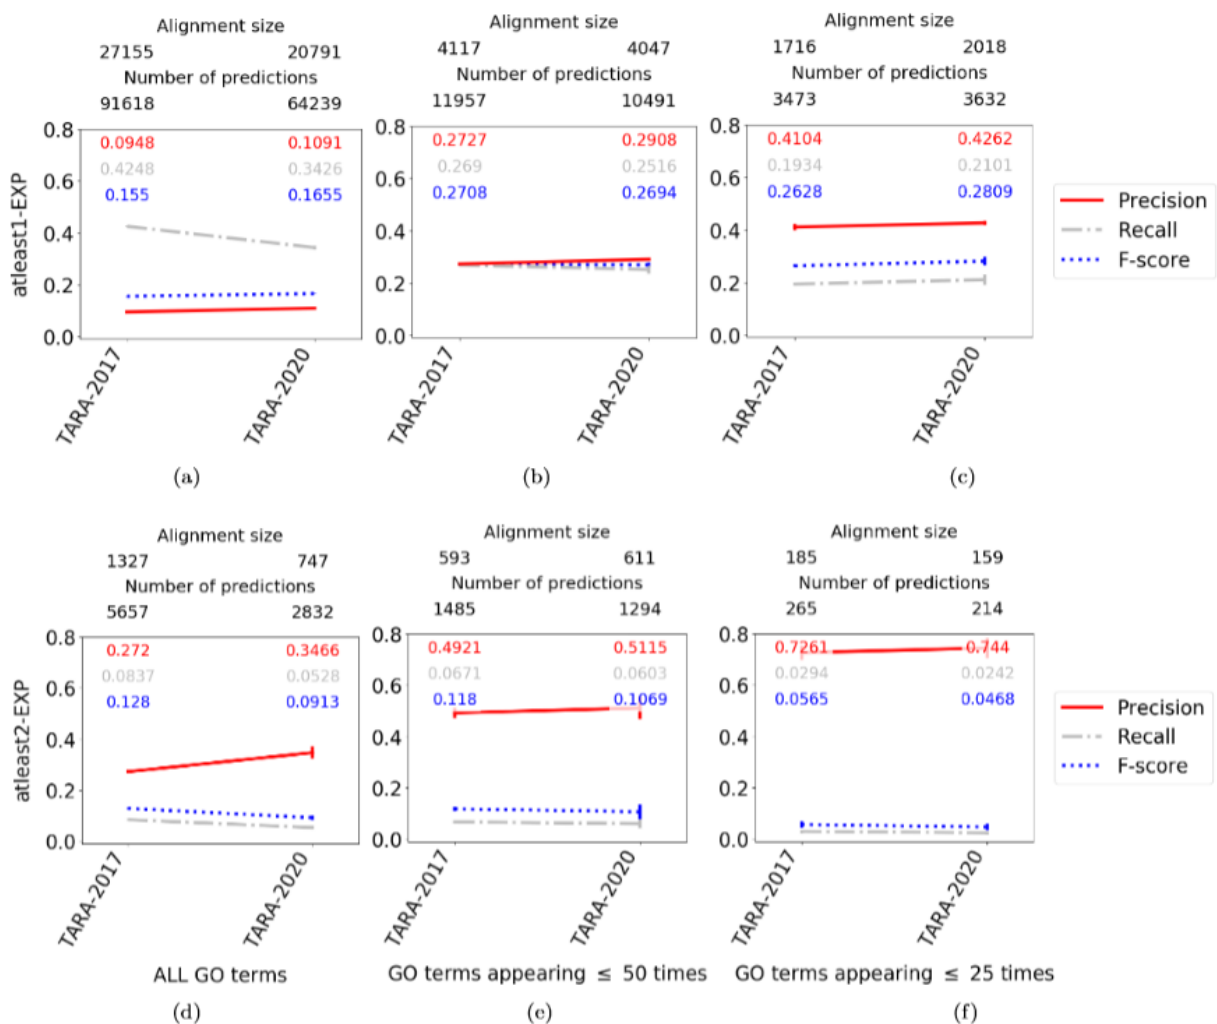 Alignment size
27155 20791
Number of predictions
91618 64239
Alignment size
4117 4047
Number of predictions
11957 10491
Alignment size
1716 2018
Number of predictions
3473 3632
atleast1-EXP
0.8
0.6
0.4
0.2
0.0
0.0948 0.1091
0.4248 0.3426
0.155 0.1655
TARA-2017 TARA-2020
(a)
0.8
0.6
0.4
0.2
0.0
0.2727 0.2908
0.269 0.2516
0.2708 0.2694
TARA-2017 TARA-2020
(b)
0.8
0.6
0.4
0.2
0.0
0.4104 0.4262
0.1934 0.2101
0.2628 0.2809
TARA-2017 TARA-2020
(c)
Precision
Recall
F-score
Alignment size
1327 747
Number of predictions
5657 2832
Alignment size
593 611
Number of predictions
1485 1294
Alignment size
185 159
Number of predictions
265 214
atleast2-EXP
0.8
0.6
0.4
0.2
0.0
0.272 0.3466
0.0837 0.0528
0.128 0.0913
TARA-2017 TARA-2020
ALL GO terms
(d)
0.8
0.6
0.4
0.2
0.0
0.4921 0.5115
0.0671 0.0603
0.118 0.1069
TARA-2017 TARA-2020
GO terms appearing ≤ 50 times
(e)
0.8
0.6
0.4
0.2
0.0
0.7261 0.744
0.0294 0.0242
0.0565 0.0468
TARA-2017 TARA-2020
GO terms appearing ≤ 25 times
(f)
Precision
Recall
F-score